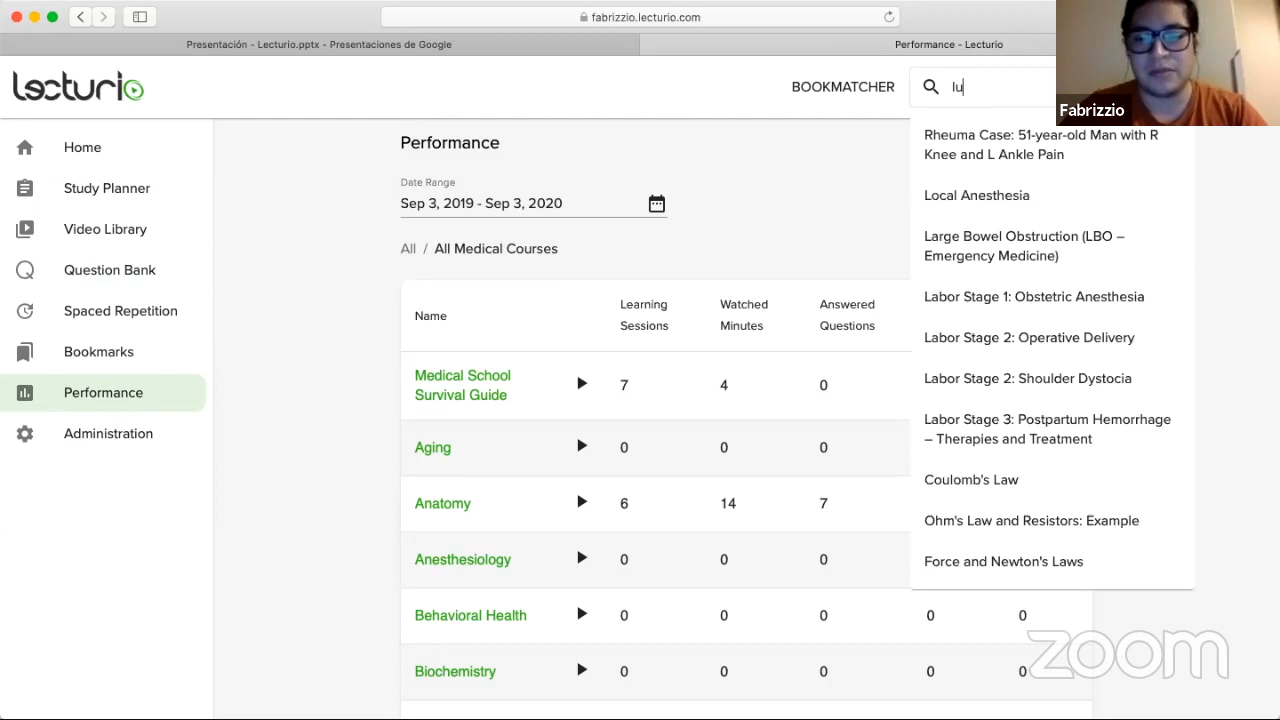 fabrizzio.lecturio.com
Presentación - Lecturio.pptx - Presentaciones de Google
Performance - Lecturio
lecturio
BOOKMATCHER
lu
Fabrizzio
Home
Study Planner
Video Library
Question Bank
Spaced Repetition
Bookmarks
Performance
Administration
Performance
Date Range
Sep 3, 2019 - Sep 3, 2020
All / All Medical Courses
Name
Learning
Sessions
Watched
Minutes
Answered
Questions
Medical School
Survival Guide
7 4 0
Aging 0 0 0
Anatomy 6 14 7
Anesthesiology 0 0 0
Behavioral Health 0 0 0 0 0
Biochemistry 0 0 0 0 0
Rheuma Case: 51-year-old Man with R
Knee and L Ankle Pain
Local Anesthesia
Large Bowel Obstruction (LBO –
Emergency Medicine)
Labor Stage 1: Obstetric Anesthesia
Labor Stage 2: Operative Delivery
Labor Stage 2: Shoulder Dystocia
Labor Stage 3: Postpartum Hemorrhage
– Therapies and Treatment
Coulomb's Law
Ohm's Law and Resistors: Example
Force and Newton's Laws
zoom